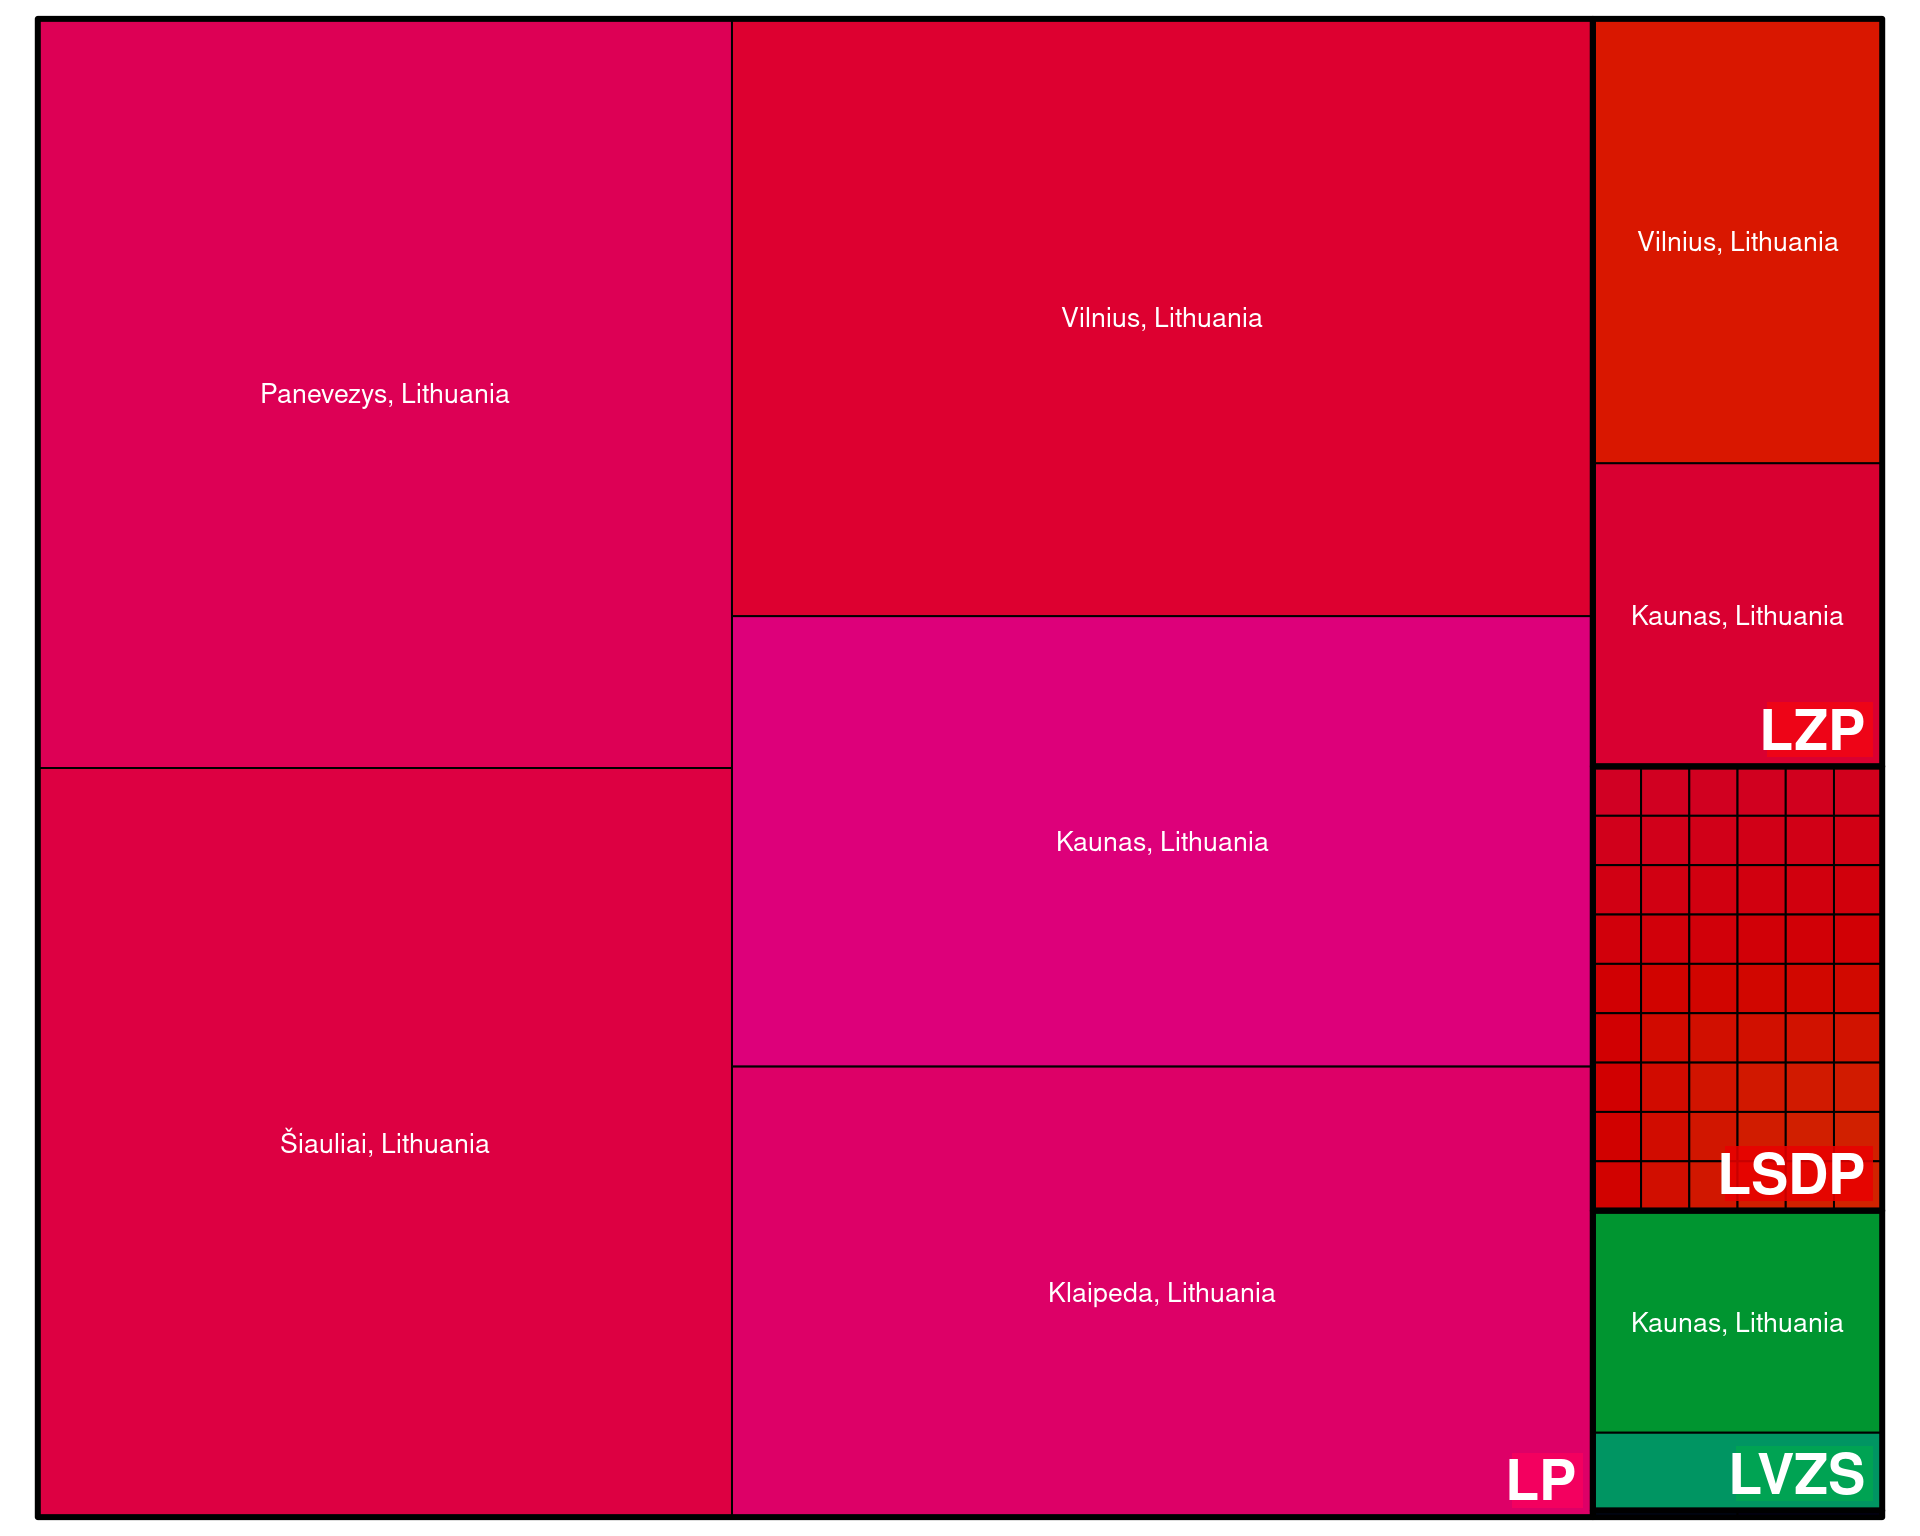 Panevezys, Lithuania
Šiauliai, Lithuania
Vilnius, Lithuania
Kaunas, Lithuania
Klaipeda, Lithuania
LP
Vilnius, Lithuania
Kaunas, Lithuania
LZP
LSDP
Kaunas, Lithuania
LVZS